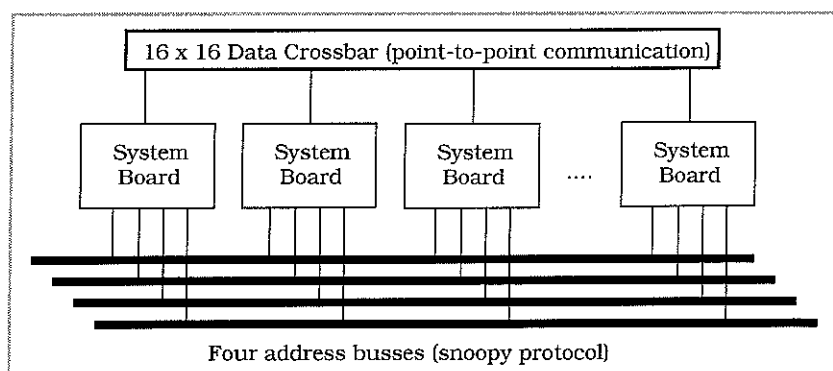 16 x 16 Data Crossbar (point-to-point communication)
System Board
System Board
System Board
....
System Board
Four address busses (snoopy protocol)